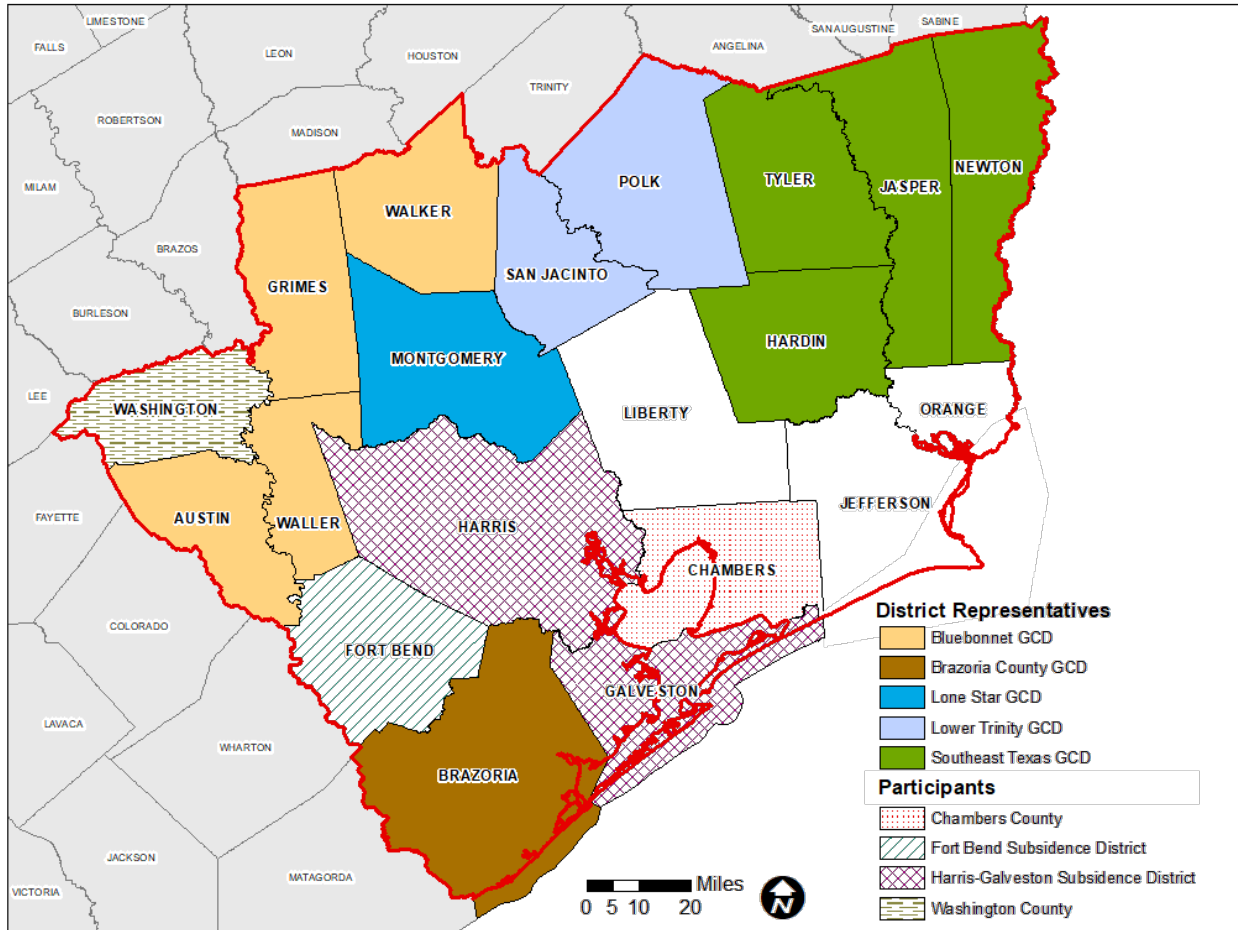 LIMESTONE
SAN AUGUSTINE
SABINE
FALLS
LEON
HOUSTON
ANGELINA
TRINITY
ROBERTSON
MADISON
NEWTON
POLK
TYLER
JASPER
MILAM
WALKER
BRAZOS
SAN JACINTO
GRIMES
BURLESON
HARDIN
MONTGOMERY
LEE
WASHINGTON
LIBERTY
ORANGE
JEFFERSON
FAYETTE
AUSTIN
WALLER
HARRIS
CHAMBERS
COLORADO
FORT BEND
GALVESTON
LAVACA
WHARTON
BRAZORIA
JACKSON
MATAGORDA
VICTORIA
District Representatives
Bluebonnet GCD
Brazoria County GCD
Lone Star GCD
Lower Trinity GCD
Southeast Texas GCD
Participants
Chambers County
Fort Bend Subsidence District
Harris-Galveston Subsidence District
Washington County
Miles
0 5 10 20
N